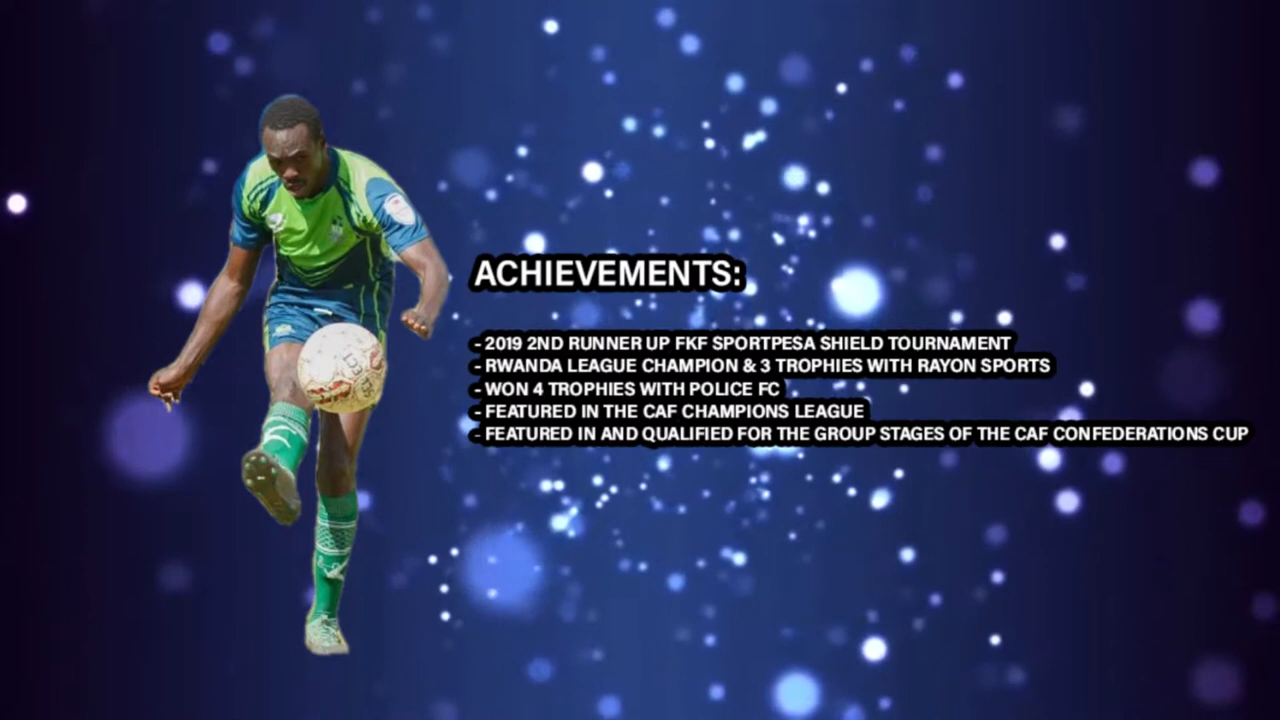 ACHIEVEMENTS:
- 2019 2ND RUNNER UP FKF SPORTPESA SHIELD TOURNAMENT
- RWANDA LEAGUE CHAMPION & 3 TROPHIES WITH RAYON SPORTS
- WON 4 TROPHIES WITH POLICE FC
- FEATURED IN THE CAF CHAMPIONS LEAGUE
- FEATURED IN AND QUALIFIED FOR THE GROUP STAGES OF THE CAF CONFEDERATIONS CUP